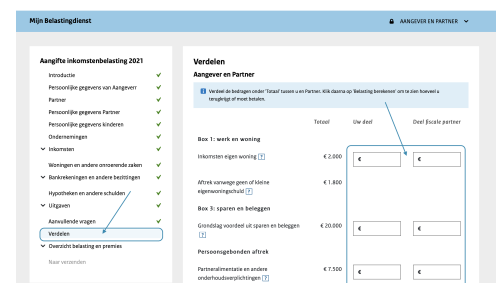 Mijn Belastingdienst
AANGEVER EN PARTNER
Aangifte inkomstenbelasting 2021
Introductie
Persoonlijke gegevens van Aangeverr
Partner
Persoonlijke gegevens Partner
Persoonlijke gegevens kinderen
Ondernemingen
Inkomsten
Woningen en andere onroerende zaken
Bankrekeningen en andere bezittingen
Hypotheken en andere schulden
Uitgaven
Aanvullende vragen
Verdelen
Overzicht belasting en premies
Naar verzenden
Verdelen
Aangever en Partner
Verdeel de bedragen onder 'Totaal' tussen u en Partner. Klik daarna op 'Belasting berekenen' om te zien hoeveel u
terugkrijgt of moet betalen.
Totaal Uw deel Deel fiscale partner
Box 1: werk en woning
Inkomsten eigen woning ? € 2.000 € €
Aftrek vanwege geen of kleine € 1.800
eigenwoningschuld ?
Box 3: sparen en beleggen
Grondslag voordeel uit sparen en beleggen € 20.000 € €
?
Persoonsgebonden aftrek
Partneralimentatie en andere € 7.500 € €
onderhoudsverplichtingen ?